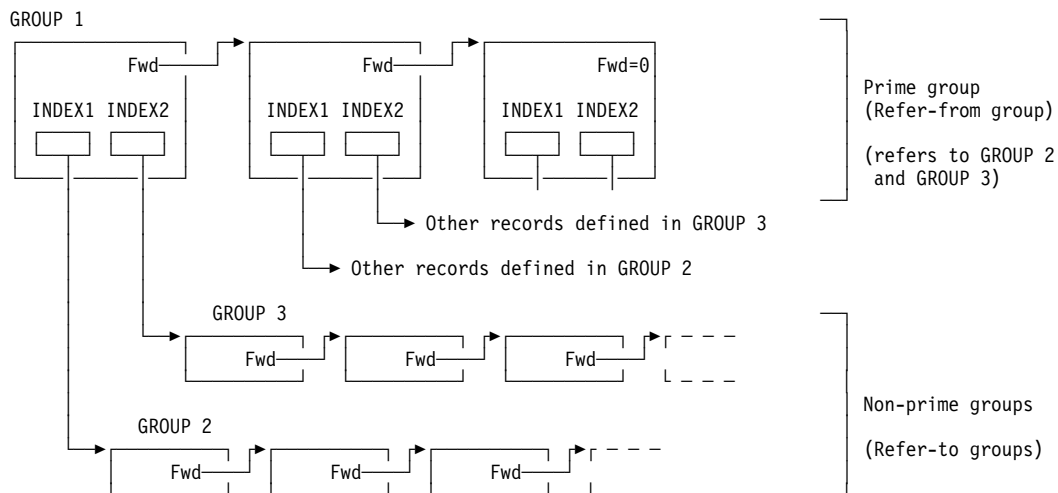 GROUP 1
Fwd
Fwd
Fwd=0
INDEX1 INDEX2
INDEX1 INDEX2
INDEX1 INDEX2
Prime group
(Refer-from group)
(refers to GROUP 2
and GROUP 3)
Other records defined in GROUP 3
Other records defined in GROUP 2
GROUP 3
Fwd
Fwd
Fwd
GROUP 2
Fwd
Fwd
Fwd
Non-prime groups
(Refer-to groups)